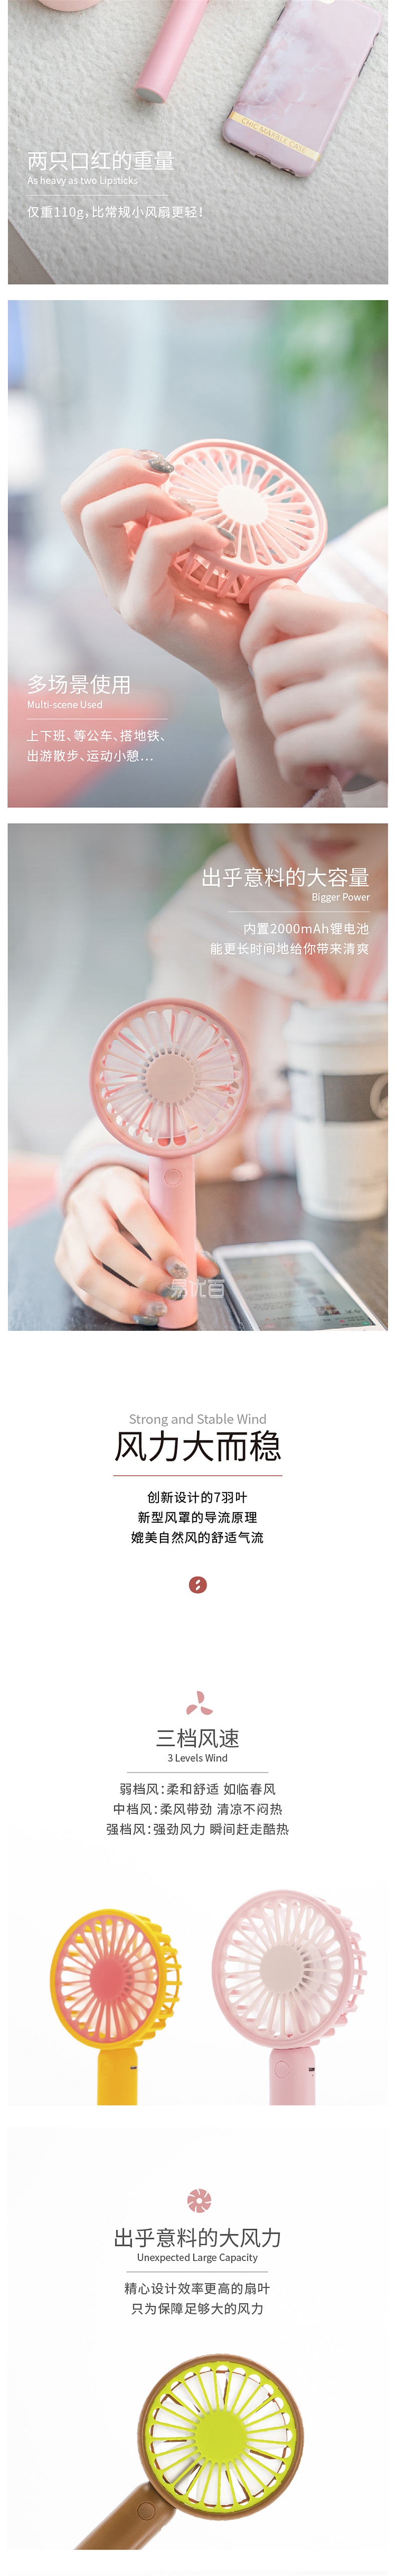 CHIC MARBLE CASE
两只口红的重量
As heavy as two Lipsticks
仅重110g,比常规小风扇更轻!
多场景使用
Multi-scene Used
上下班、等公车、搭地铁、
出游散步、运动小憩...
出乎意料的大容量
Bigger Power
内置2000mAh锂电池
能更长时间地给你带来清爽
易优百
Strong and Stable Wind
风力大而稳
创新设计的7羽叶
新型风罩的导流原理
媲美自然风的舒适气流
三档风速
3 Levels Wind
弱档风:柔和舒适 如临春风
中档风:柔风带劲 清凉不闷热
强档风:强劲风力 瞬间赶走酷热
出乎意料的大风力
Unexpected Large Capacity
精心设计效率更高的扇叶
只为保障足够大的风力